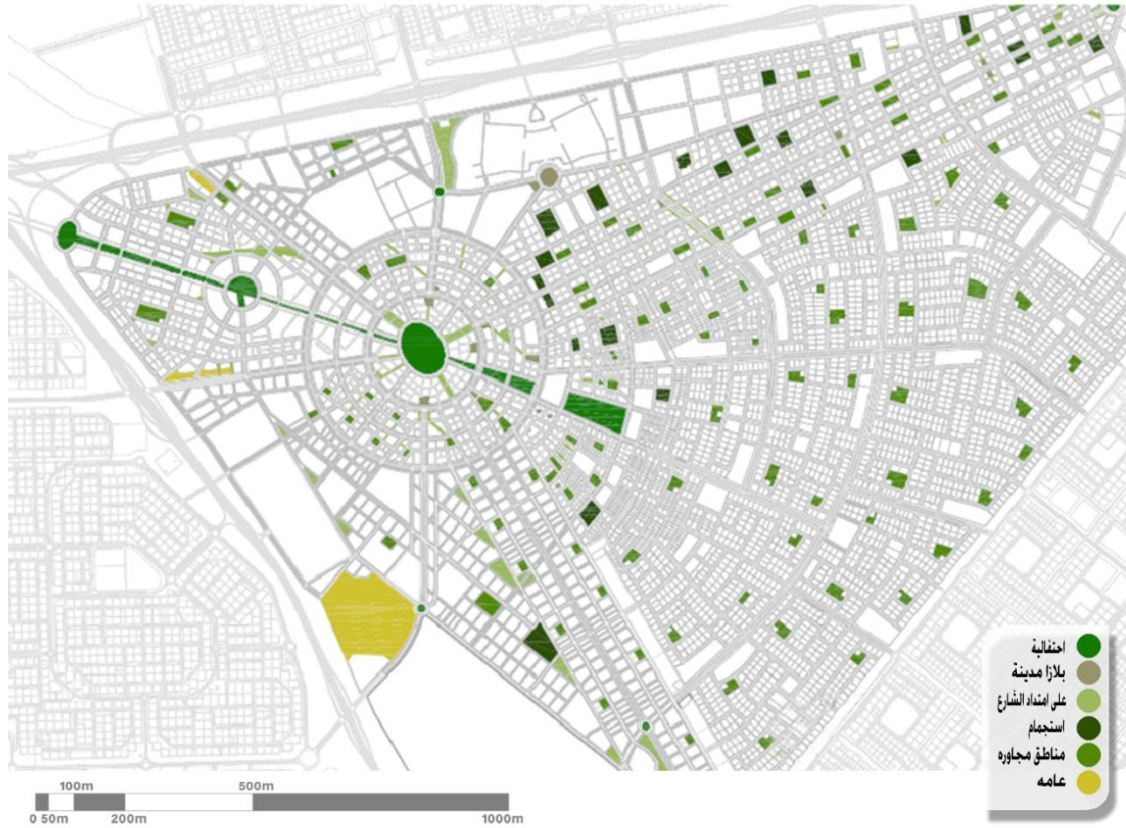 احتفالية
بلازا مدينة
على امتداد الشارع
استجمام
مناطق مجاوره
عامه
100m 500m
0 50m 200m 1000m